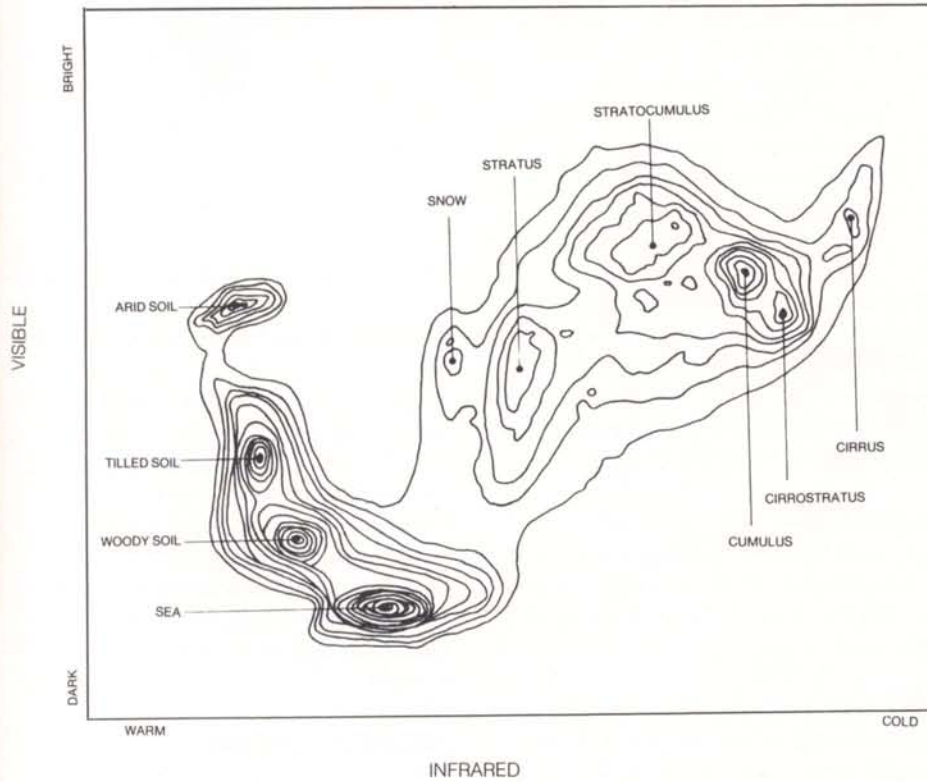 BRIGHT
STRATOCUMULUS
STRATUS
SNOW
ARID SOIL
VISIBLE
CIRRUS
TILLED SOIL
CIRROSTRATUS
WOODY SOIL
CUMULUS
SEA
DARK
WARM
COLD
INFRARED